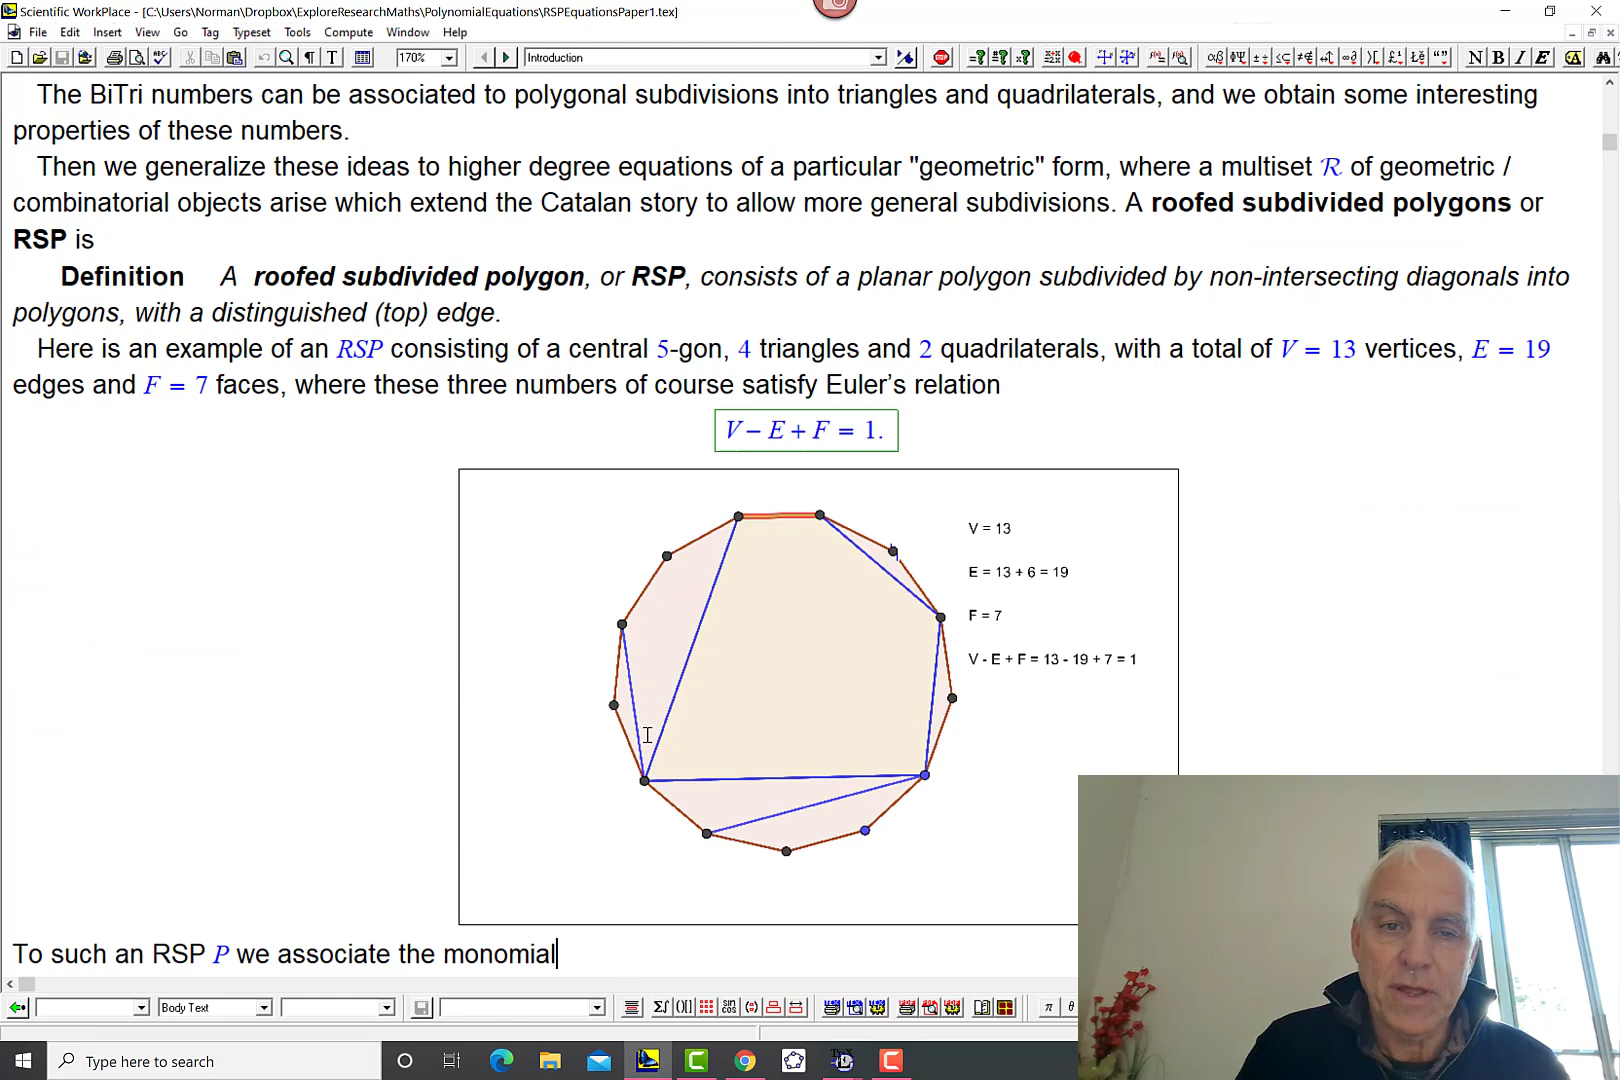 Scientific WorkPlace - [C:\Users\Norman\Dropbox\ExploreResearchMaths\PolynomialEquations\RSPEquationsPaper1.tex]
File Edit Insert View Go Tag Typeset Tools Compute Window Help
170% Introduction
N B I E
The BiTri numbers can be associated to polygonal subdivisions into triangles and quadrilaterals, and we obtain some interesting
properties of these numbers.
Then we generalize these ideas to higher degree equations of a particular "geometric" form, where a multiset ℛ of geometric /
combinatorial objects arise which extend the Catalan story to allow more general subdivisions. A roofed subdivided polygons or
RSP is
Definition A roofed subdivided polygon, or RSP, consists of a planar polygon subdivided by non-intersecting diagonals into
polygons, with a distinguished (top) edge.
Here is an example of an RSP consisting of a central 5-gon, 4 triangles and 2 quadrilaterals, with a total of V = 13 vertices, E = 19
edges and F = 7 faces, where these three numbers of course satisfy Euler's relation
V − E + F = 1.
V = 13
E = 13 + 6 = 19
F = 7
V - E + F = 13 - 19 + 7 = 1
To such an RSP P we associate the monomial
Body Text
Type here to search